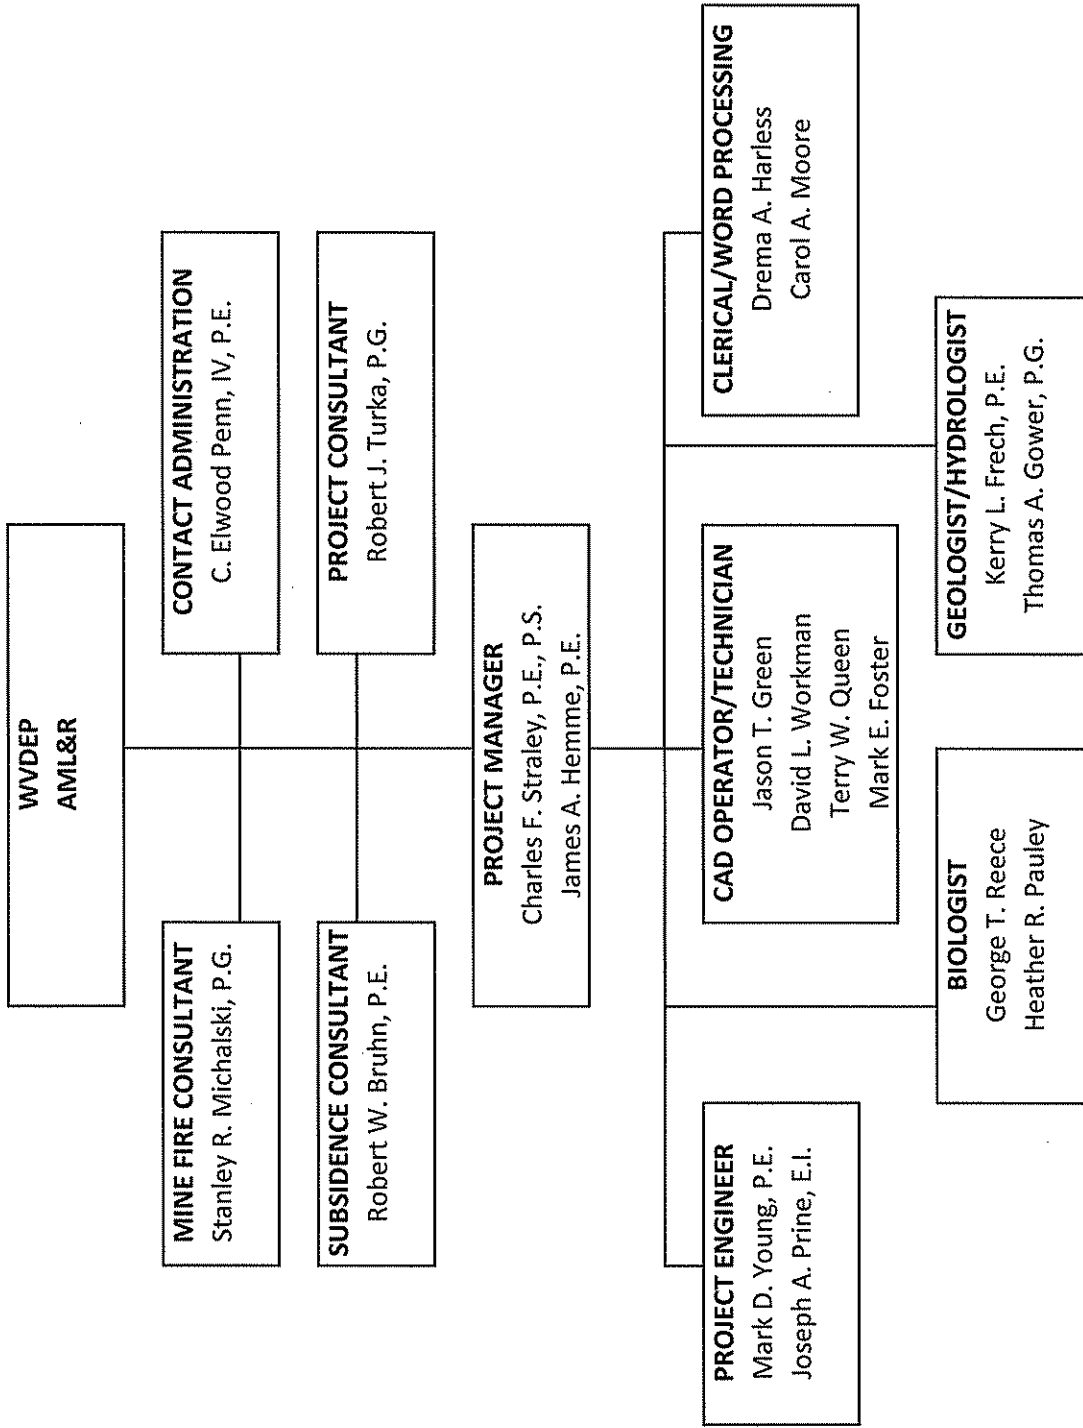 WVDEP
AML&R
MINE FIRE CONSULTANT
Stanley R. Michalski, P.G.
CONTACT ADMINISTRATION
C. Elwood Penn, IV, P.E.
SUBSIDENCE CONSULTANT
Robert W. Bruhn, P.E.
PROJECT CONSULTANT
Robert J. Turka, P.G.
PROJECT MANAGER
Charles F. Straley, P.E., P.S.
James A. Hemme, P.E.
PROJECT ENGINEER
Mark D. Young, P.E.
Joseph A. Prine, E.I.
CAD OPERATOR/TECHNICIAN
Jason T. Green
David L. Workman
Terry W. Queen
Mark E. Foster
CLERICAL/WORD PROCESSING
Drema A. Harless
Carol A. Moore
BIOLOGIST
George T. Reece
Heather R. Pauley
GEOLOGIST/HYDROLOGIST
Kerry L. Frech, P.E.
Thomas A. Gower, P.G.